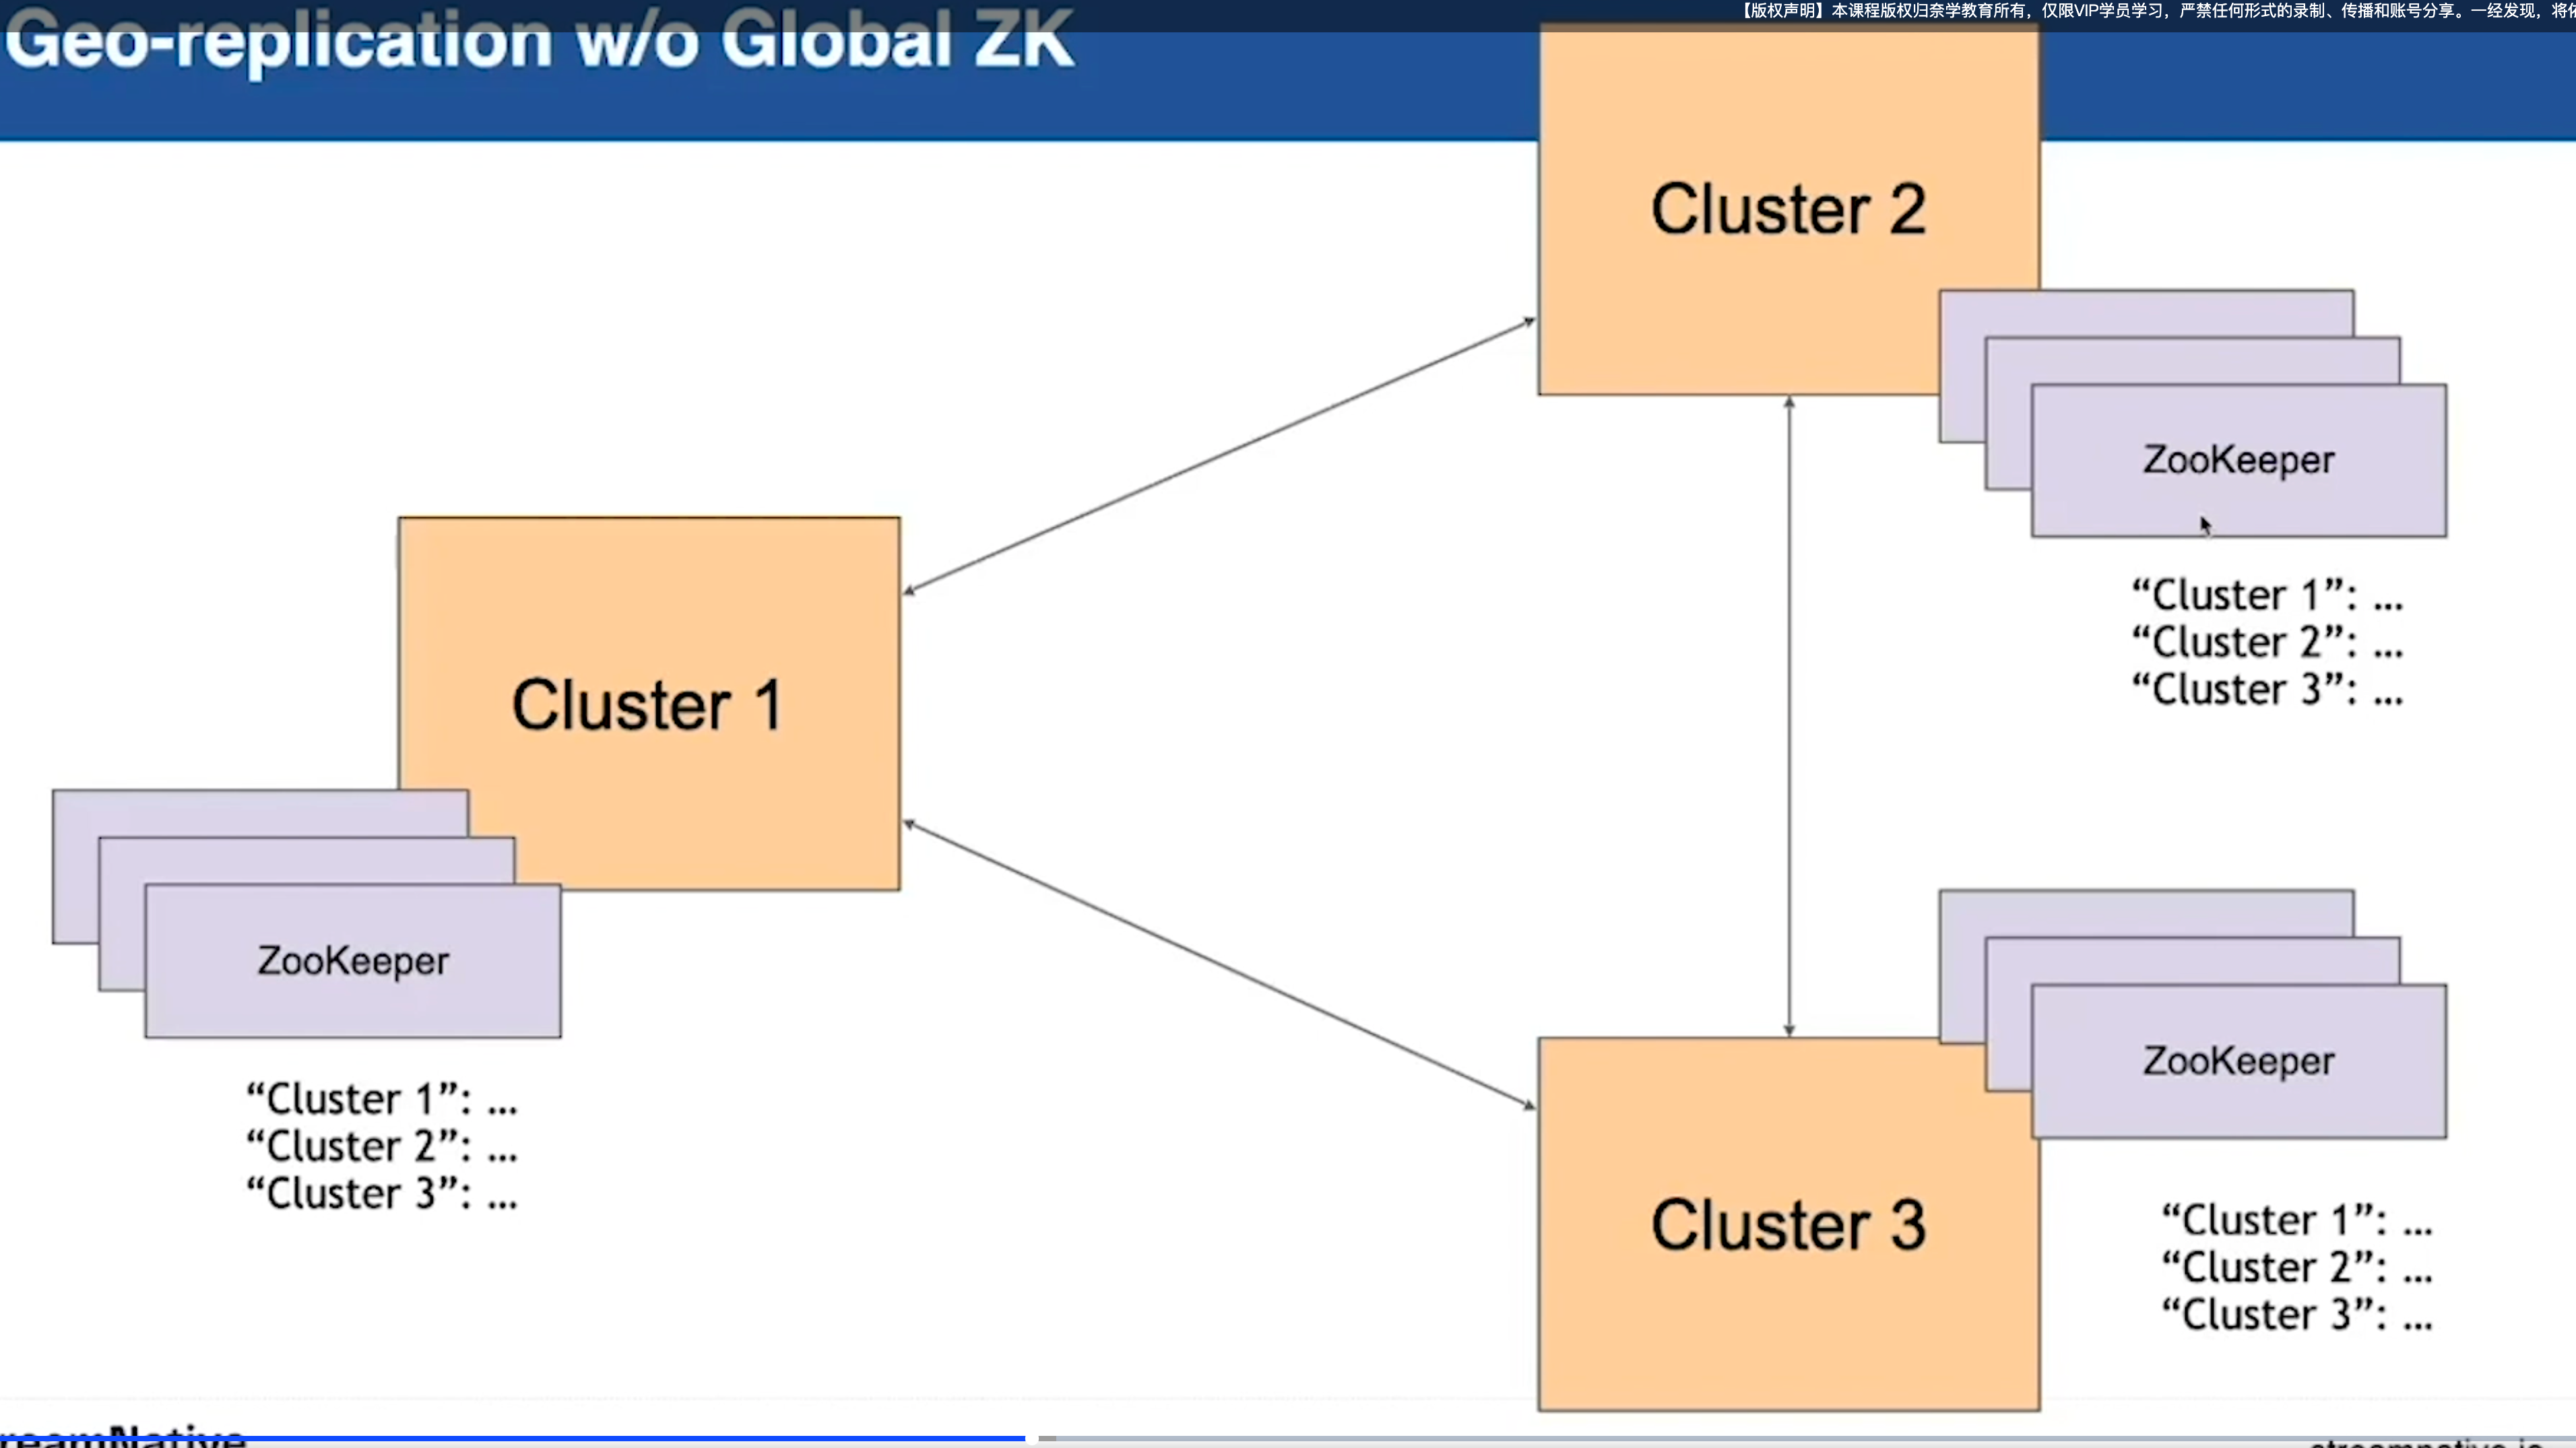 【版权声明】本课程版权归奈学教育所有，仅限VIP学员学习，严禁任何形式的录制、传播和账号分享。一经发现，将
Geo-replication w/o Global ZK
Cluster 2
ZooKeeper
“Cluster 1”: ...
“Cluster 2”: ...
“Cluster 3”: ...
Cluster 1
ZooKeeper
“Cluster 1”: ...
“Cluster 2”: ...
“Cluster 3”: ...
ZooKeeper
Cluster 3
“Cluster 1”: ...
“Cluster 2”: ...
“Cluster 3”: ...
reamNative
streamnative.io